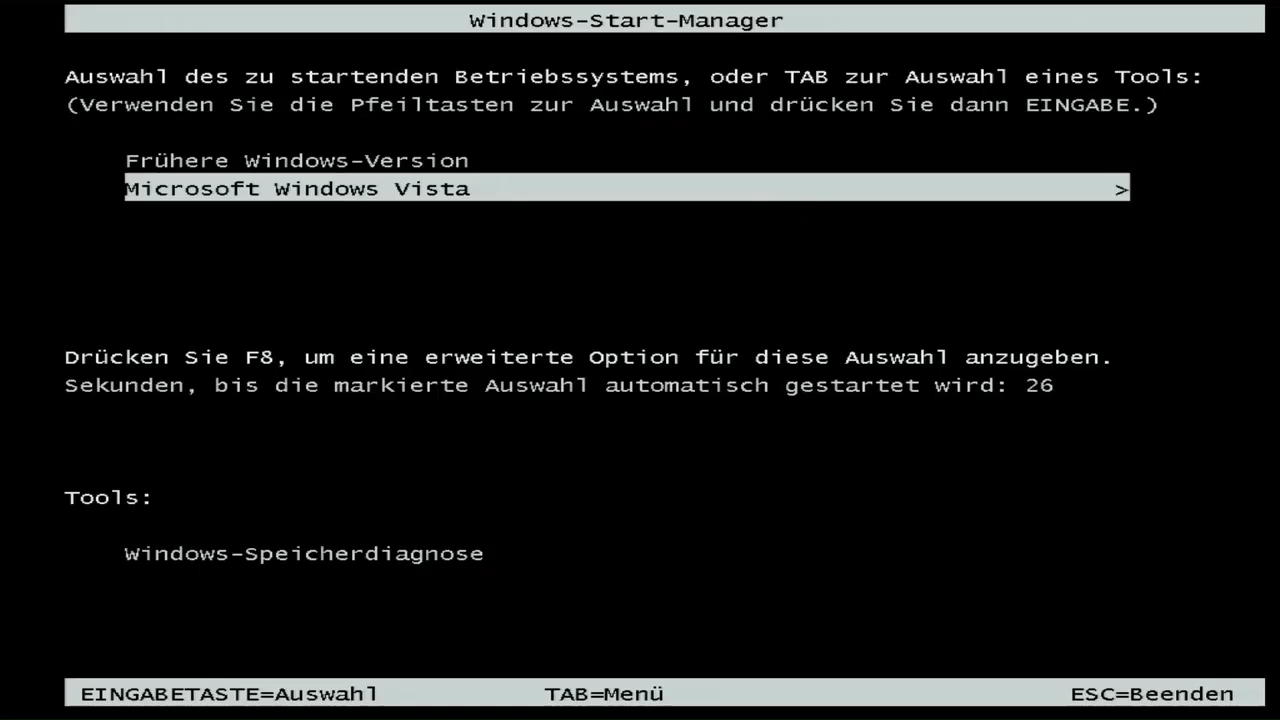 Windows-Start-Manager
Auswahl des zu startenden Betriebssystems, oder TAB zur Auswahl eines Tools:
(Verwenden Sie die Pfeiltasten zur Auswahl und drücken Sie dann EINGABE.)
Frühere Windows-Version
Microsoft Windows Vista >
Drücken Sie F8, um eine erweiterte Option für diese Auswahl anzugeben.
Sekunden, bis die markierte Auswahl automatisch gestartet wird: 26
Tools:
Windows-Speicherdiagnose
EINGABETASTE=Auswahl TAB=Menü ESC=Beenden